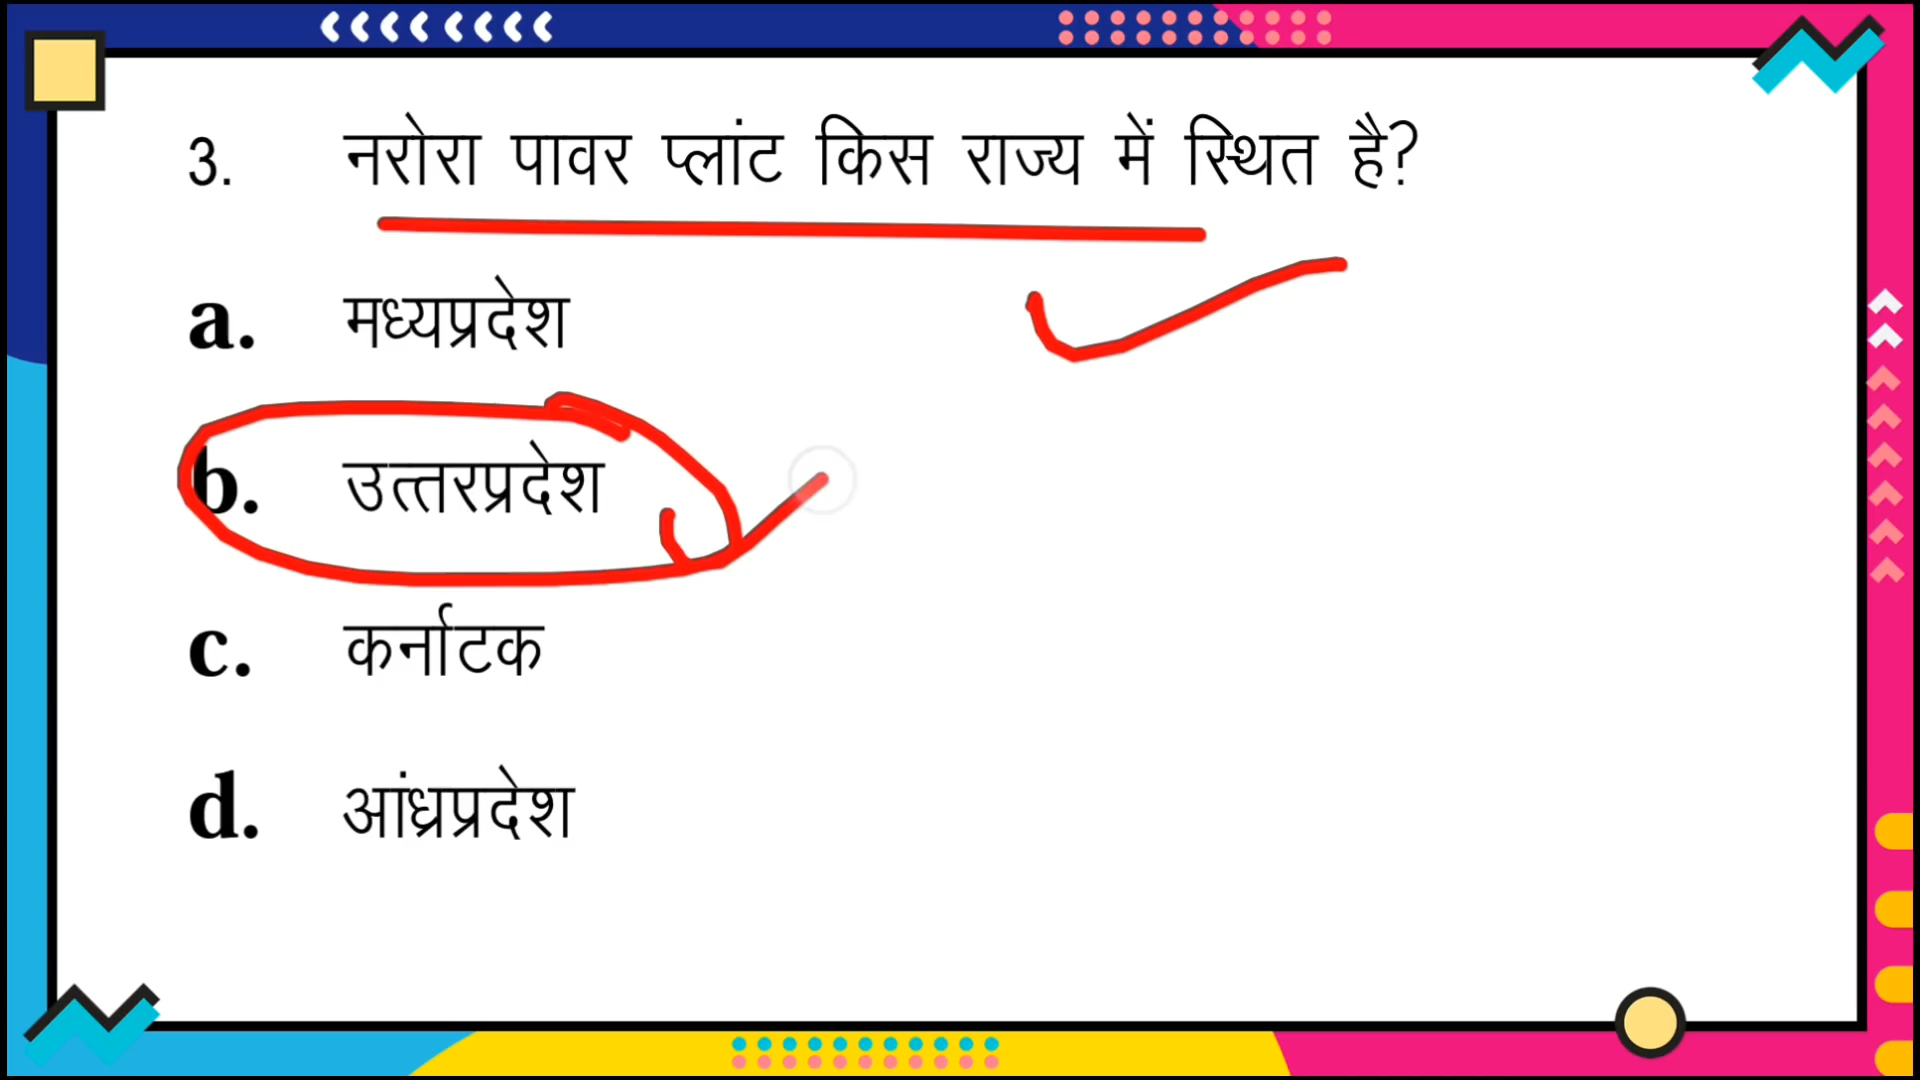 3. नरोरा पावर प्लांट किस राज्य में स्थित है?
a. मध्यप्रदेश
b. उत्तरप्रदेश
c. कर्नाटक
d. आंध्रप्रदेश